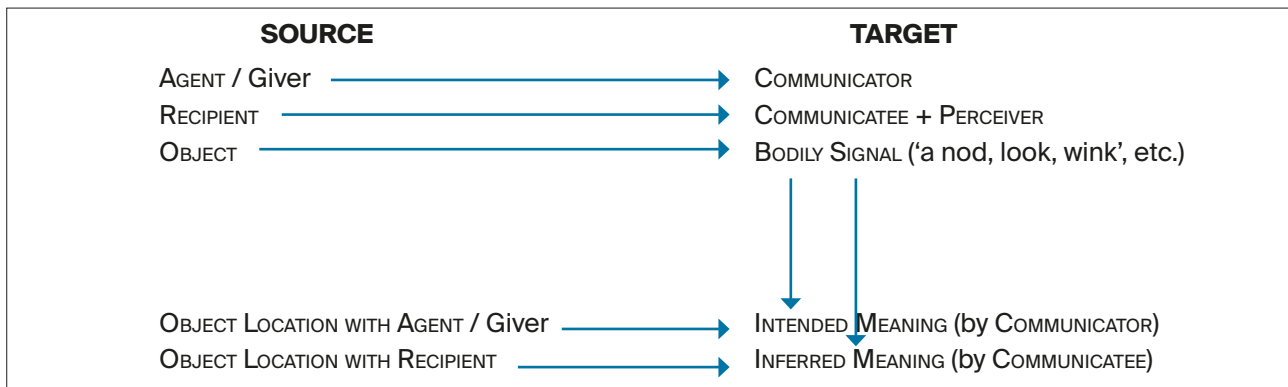 SOURCE TARGET
AGENT / Giver COMMUNICATOR
RECIPIENT COMMUNICATEE + PERCEIVER
OBJECT BODILY SIGNAL (‘a nod, look, wink’, etc.)
OBJECT LOCATION WITH AGENT / Giver INTENDED MEANING (by COMMUNICATOR)
OBJECT LOCATION WITH RECIPIENT INFERRED MEANING (by COMMUNICATEE)